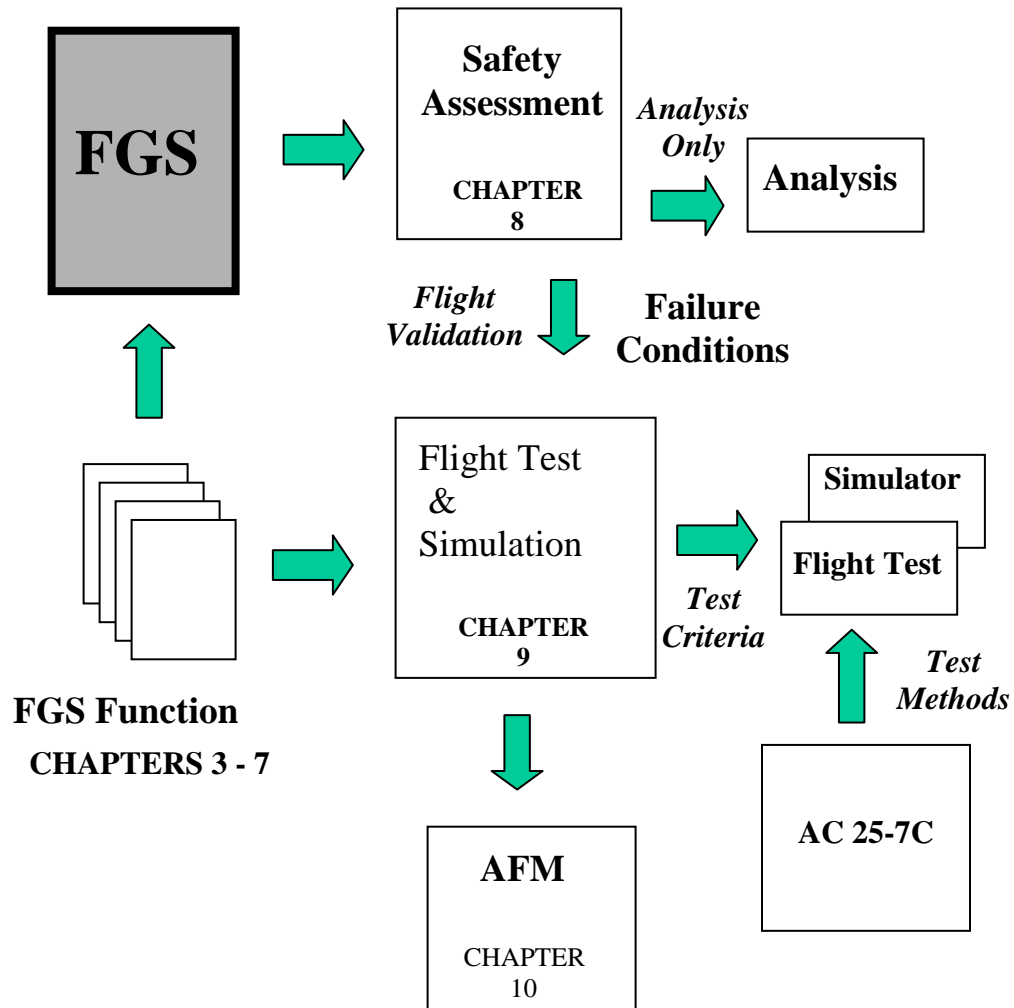 FGS
Safety
Assessment
CHAPTER
8
Analysis
Only
Analysis
Flight
Validation
Failure
Conditions
Flight Test
&
Simulation
CHAPTER
9
Simulator
Flight Test
Test
Criteria
Test
Methods
FGS Function
CHAPTERS 3 - 7
AC 25-7C
AFM
CHAPTER
10